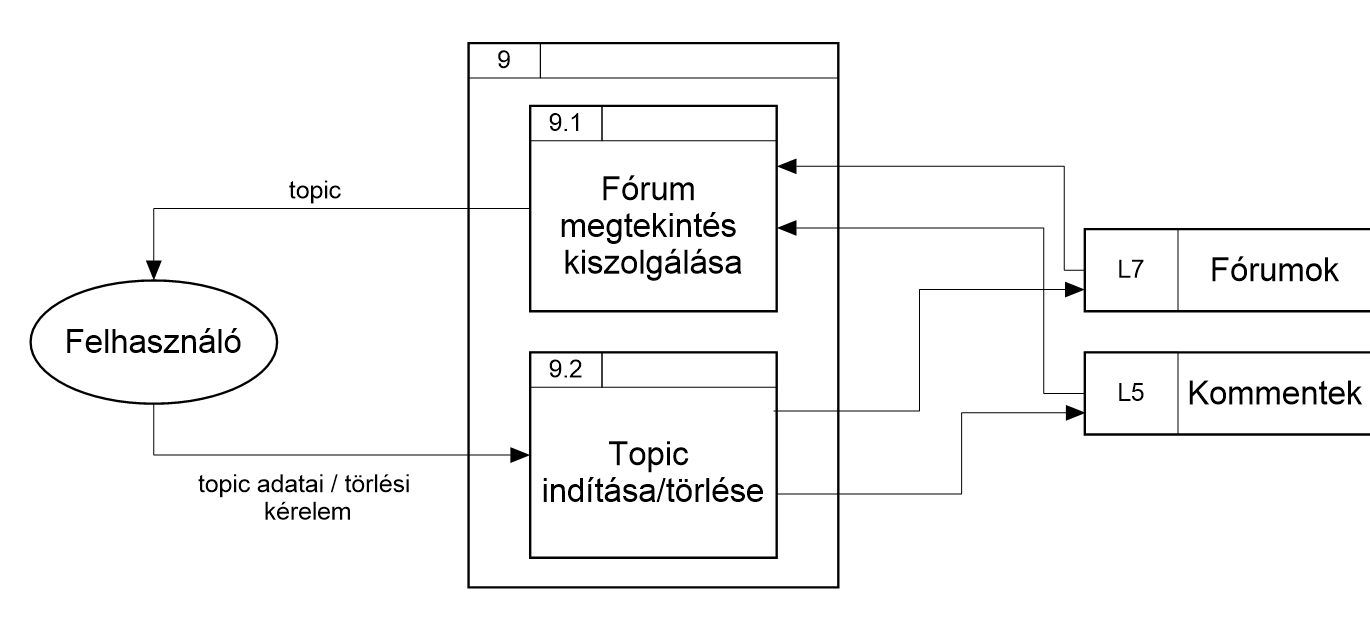 9
9.1
Fórum
megtekintés
kiszolgálása
topic
L7
Fórumok
Felhasználó
9.2
L5
Kommentek
Topic
indítása/törlése
topic adatai / törlési
kérelem